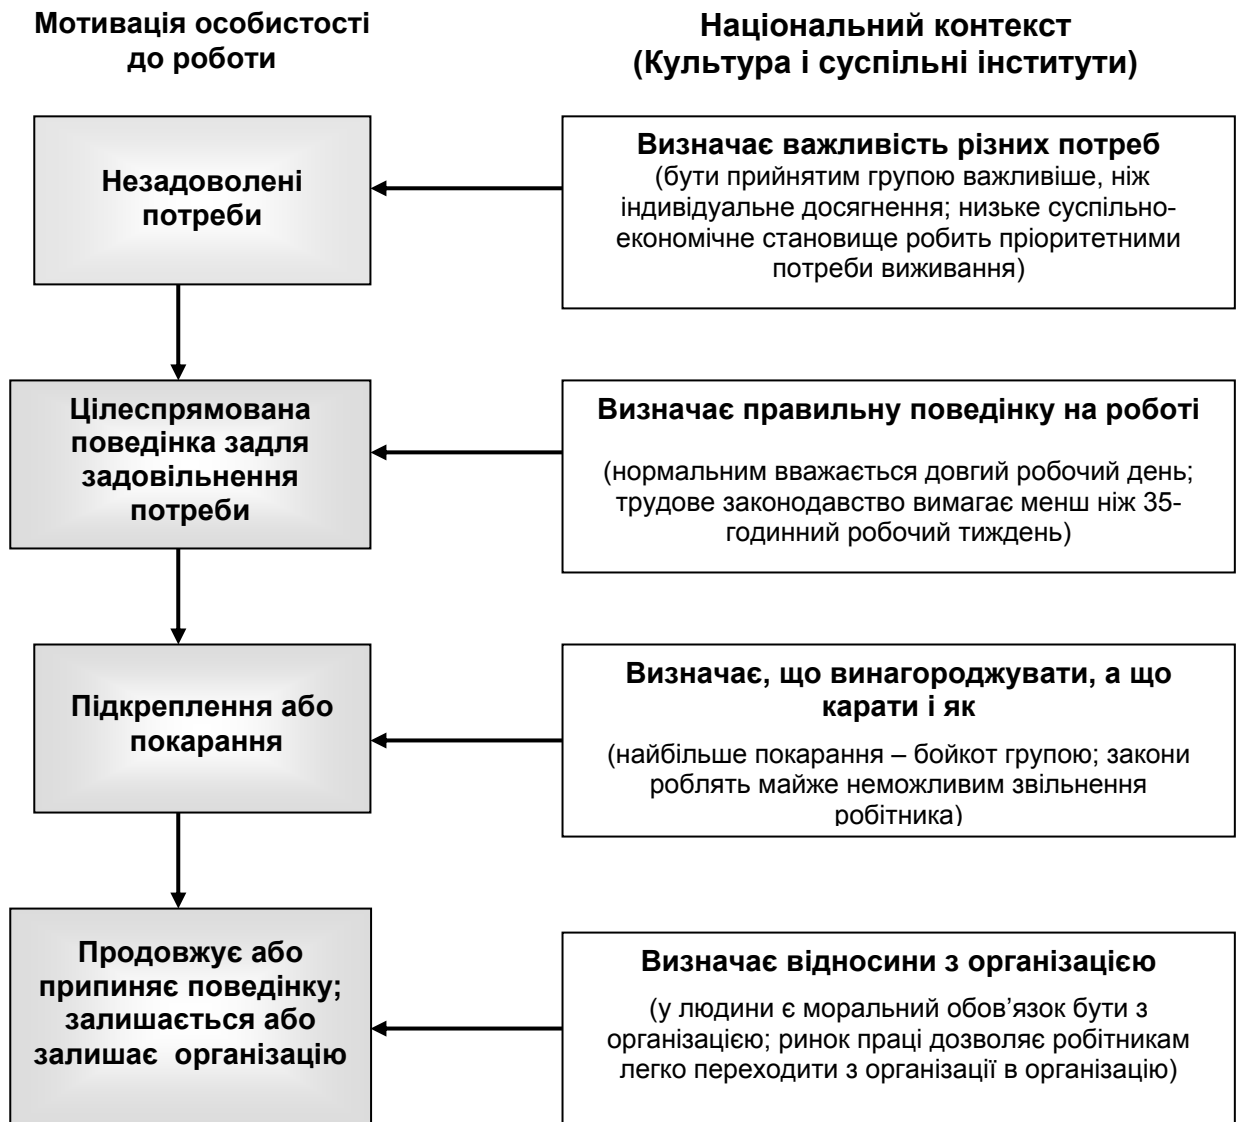 Мотивація особистості
до роботи
Національний контекст
(Культура і суспільні інститути)
Незадоволені
потреби
Визначає важливість різних потреб
(бути прийнятим групою важливіше, ніж
індивідуальне досягнення; низьке суспільно-
економічне становище робить пріоритетними
потреби виживання)
Цілеспрямована
поведінка задля
задовільнення
потреби
Визначає правильну поведінку на роботі
(нормальним вважається довгий робочий день;
трудове законодавство вимагає менш ніж 35-
годинний робочий тиждень)
Підкреплення або
покарання
Визначає, що винагороджувати, а що
карати і як
(найбільше покарання – бойкот групою; закони
роблять майже неможливим звільнення
робітника)
Продовжує або
припиняє поведінку;
залишається або
залишає організацію
Визначає відносини з організацією
(у людини є моральний обов’язок бути з
організацією; ринок праці дозволяє робітникам
легко переходити з організації в організацію)